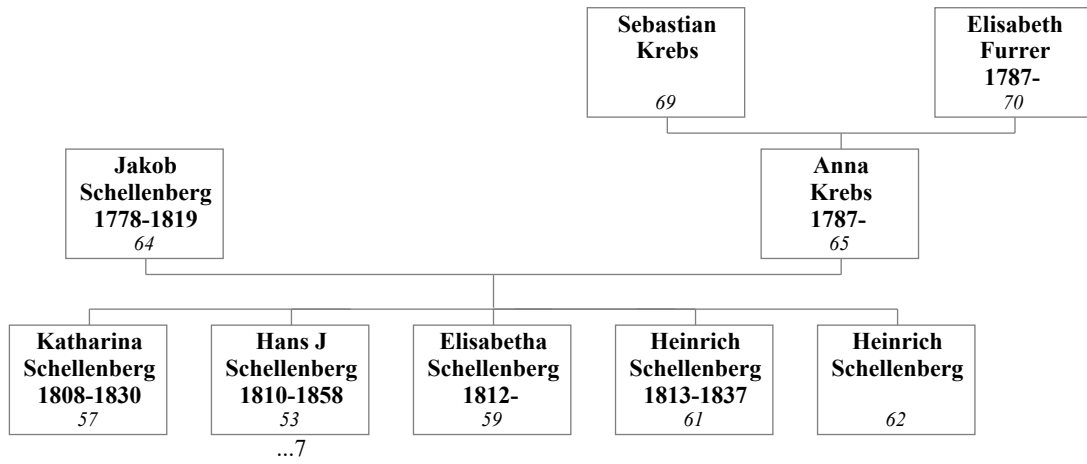 Sebastian
Krebs
69
Elisabeth
Furrer
1787-
70
Jakob
Schellenberg
1778-1819
64
Anna
Krebs
1787-
65
Katharina
Schellenberg
1808-1830
57
Hans J
Schellenberg
1810-1858
53
...7
Elisabetha
Schellenberg
1812-
59
Heinrich
Schellenberg
1813-1837
61
Heinrich
Schellenberg
62